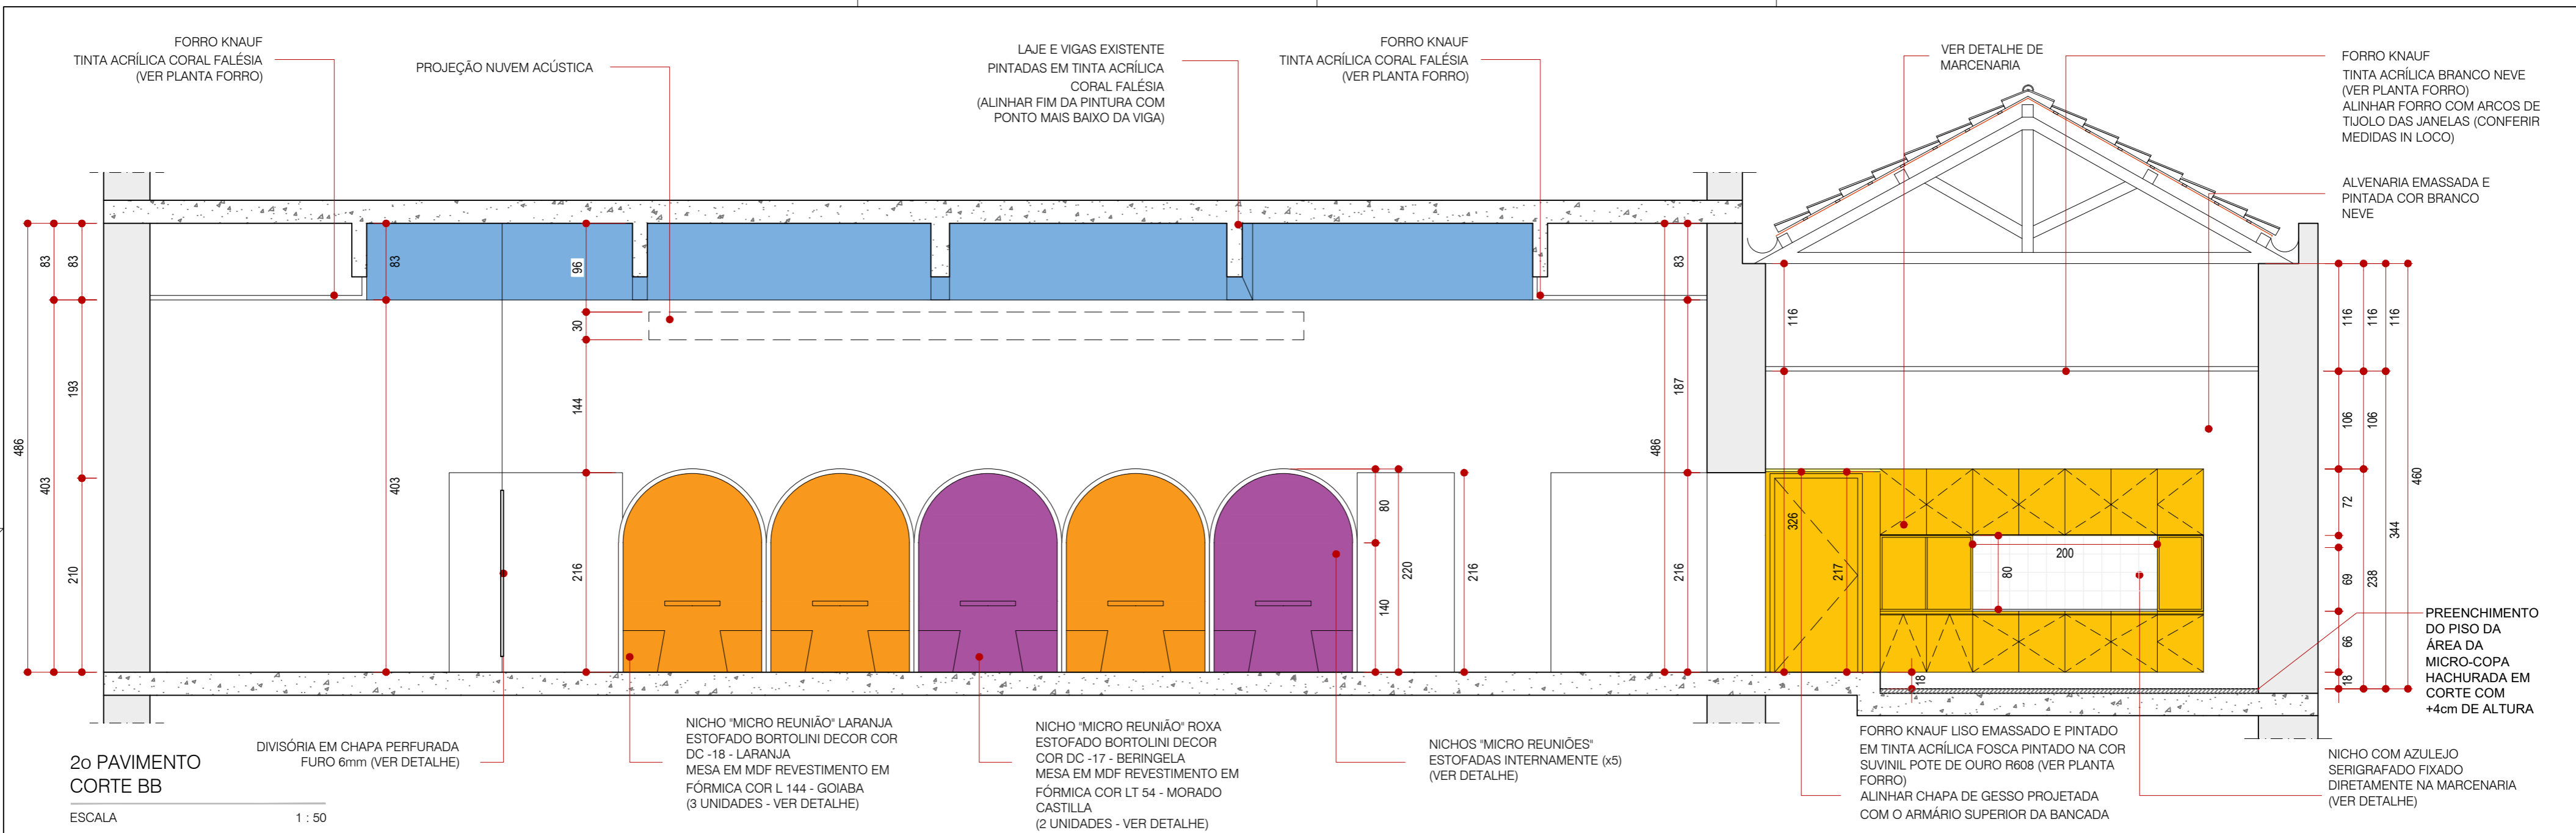 FORRO KNAUF
TINTA ACRÍLICA CORAL FALÉSIA
(VER PLANTA FORRO)
PROJEÇÃO NUVEM ACÚSTICA
LAJE E VIGAS EXISTENTE
PINTADAS EM TINTA ACRÍLICA
CORAL FALÉSIA
(ALINHAR FIM DA PINTURA COM
PONTO MAIS BAIXO DA VIGA)
FORRO KNAUF
TINTA ACRÍLICA CORAL FALÉSIA
(VER PLANTA FORRO)
VER DETALHE DE
MARCENARIA
FORRO KNAUF
TINTA ACRÍLICA BRANCO NEVE
(VER PLANTA FORRO)
ALINHAR FORRO COM ARCOS DE
TIJOLO DAS JANELAS (CONFERIR
MEDIDAS IN LOCO)
ALVENARIA EMASSADA E
PINTADA COR BRANCO
NEVE
486
83
403
83
193
210
83
403
96
30
144
216
80
140
220
216
486
83
187
216
116
326
217
200
80
18
116
106
72
69
66
18
116
106
238
116
344
460
PREENCHIMENTO
DO PISO DA
ÁREA DA
MICRO-COPA
HACHURADA EM
CORTE COM
+4cm DE ALTURA
2o PAVIMENTO
CORTE BB
ESCALA 1 : 50
DIVISÓRIA EM CHAPA PERFURADA
FURO 6mm (VER DETALHE)
NICHO "MICRO REUNIÃO" LARANJA
ESTOFADO BORTOLINI DECOR COR
DC -18 - LARANJA
MESA EM MDF REVESTIMENTO EM
FÓRMICA COR L 144 - GOIABA
(3 UNIDADES - VER DETALHE)
NICHO "MICRO REUNIÃO" ROXA
ESTOFADO BORTOLINI DECOR
COR DC -17 - BERINGELA
MESA EM MDF REVESTIMENTO EM
FÓRMICA COR LT 54 - MORADO
CASTILLA
(2 UNIDADES - VER DETALHE)
NICHOS "MICRO REUNIÕES"
ESTOFADAS INTERNAMENTE (x5)
(VER DETALHE)
FORRO KNAUF LISO EMASSADO E PINTADO
EM TINTA ACRÍLICA FOSCA PINTADO NA COR
SUVINIL POTE DE OURO R608 (VER PLANTA
FORRO)
ALINHAR CHAPA DE GESSO PROJETADA
COM O ARMÁRIO SUPERIOR DA BANCADA
NICHO COM AZULEJO
SERIGRAFADO FIXADO
DIRETAMENTE NA MARCENARIA
(VER DETALHE)